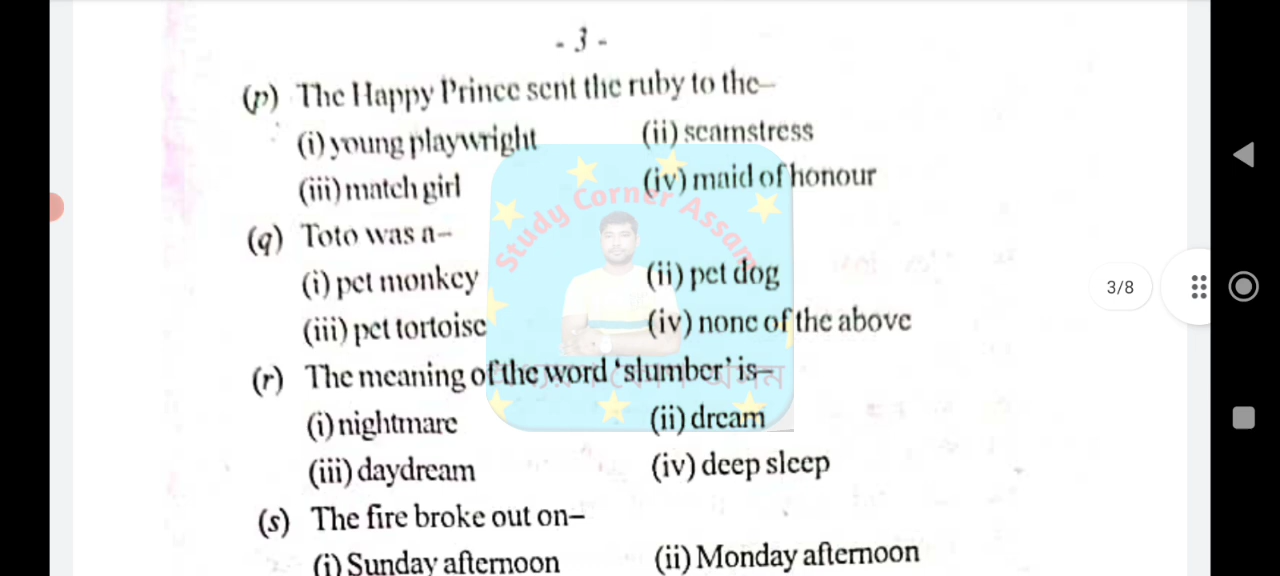 - 3 -
(p) The Happy Prince sent the ruby to the–
(i) young playwright (ii) seamstress
(iii) match girl (iv) maid of honour
Study Corner Assam
(q) Toto was a–
(i) pet monkey (ii) pet dog
3/8
(iii) pet tortoise (iv) none of the above
(r) The meaning of the word ‘slumber’ is–
(i) nightmare (ii) dream
(iii) daydream (iv) deep sleep
(s) The fire broke out on–
(i) Sunday afternoon (ii) Monday afternoon